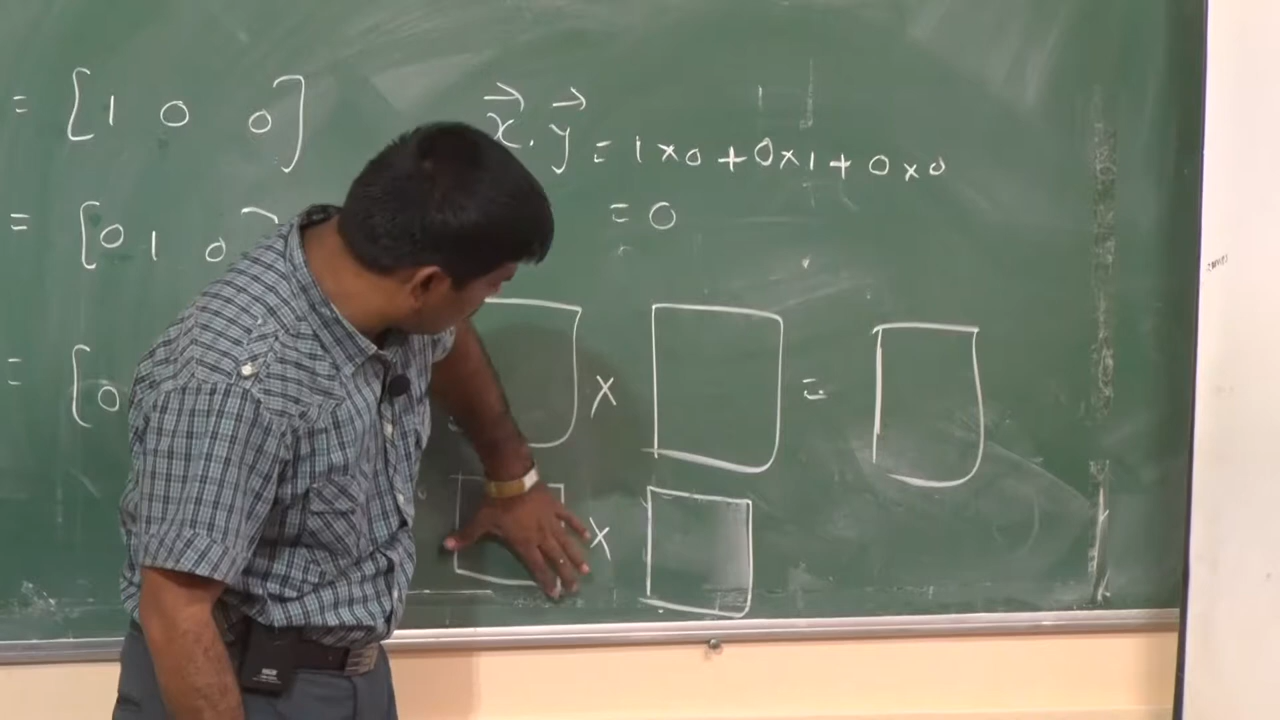 = [1 0 0]
= [0 1 0
= [0
x⃗ . y⃗ = 1 × 0 + 0 × 1 + 0 × 0
= 0
× =
×